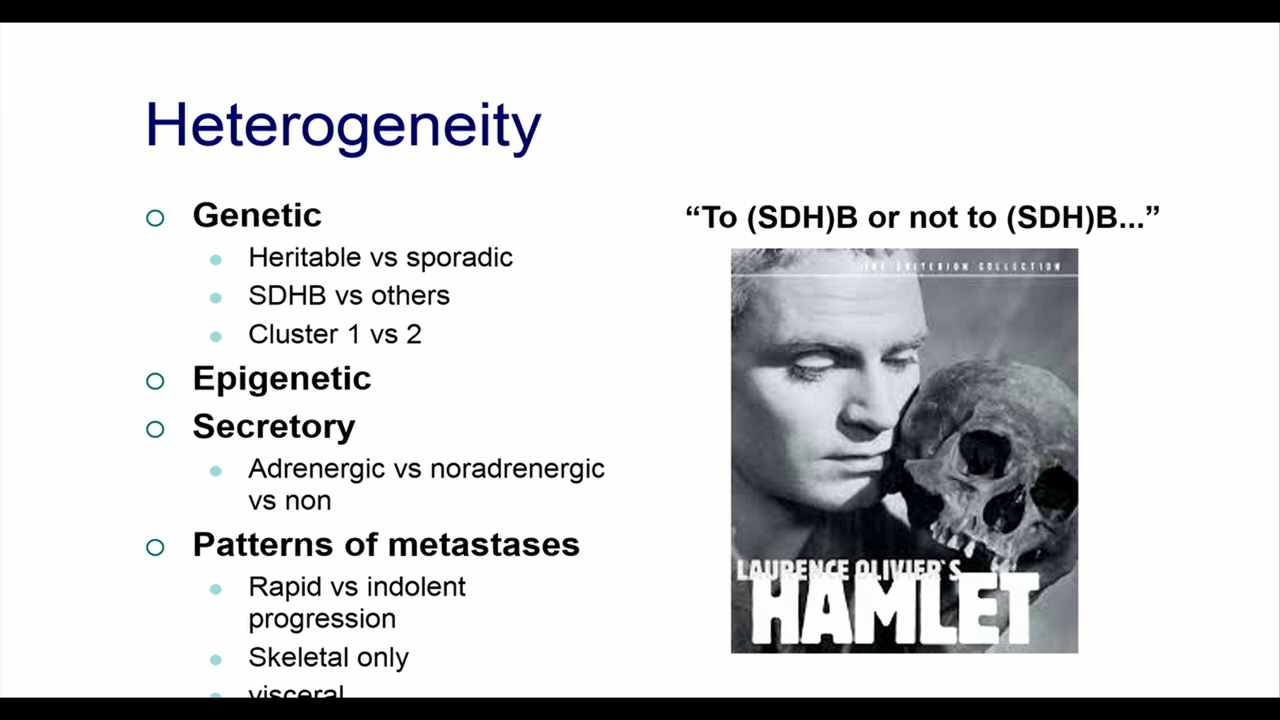 Heterogeneity
Genetic
Heritable vs sporadic
SDHB vs others
Cluster 1 vs 2
Epigenetic
Secretory
Adrenergic vs noradrenergic
vs non
Patterns of metastases
Rapid vs indolent
progression
Skeletal only
visceral
“To (SDH)B or not to (SDH)B...”
THE CRITERION COLLECTION
LAURENCE OLIVIER'S
HAMLET